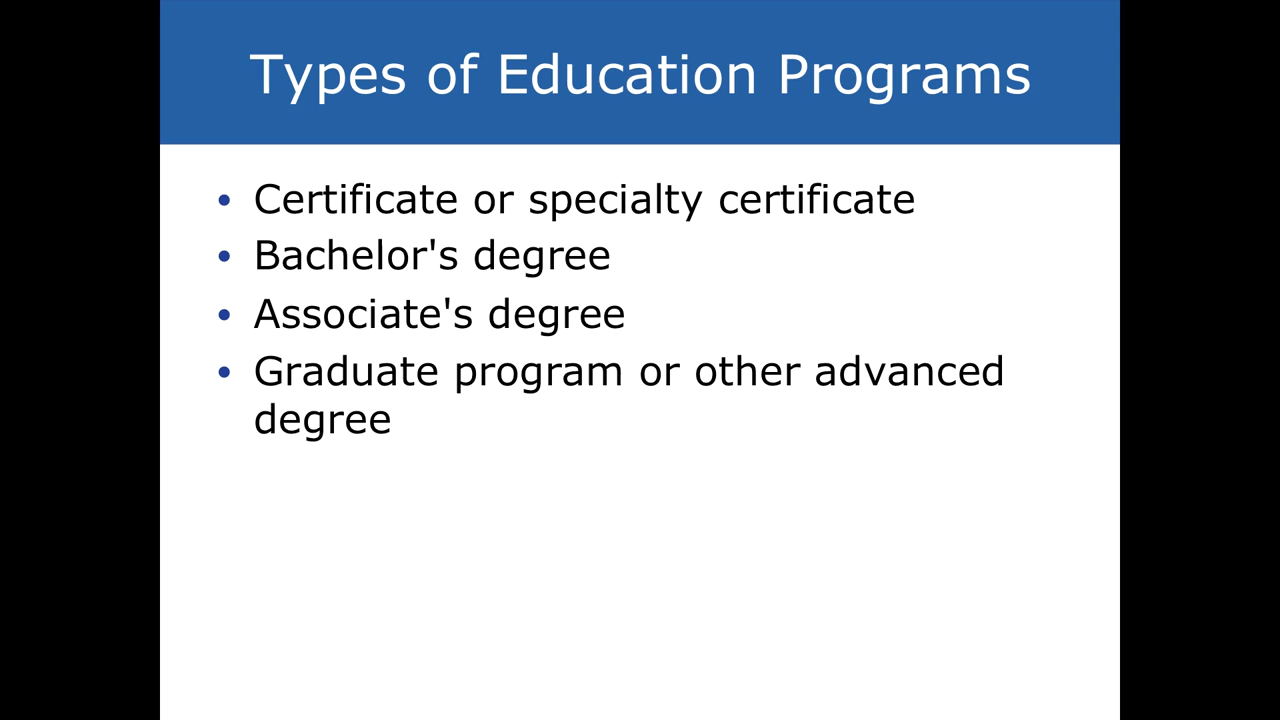 Types of Education Programs
• Certificate or specialty certificate
• Bachelor's degree
• Associate's degree
• Graduate program or other advanced
degree